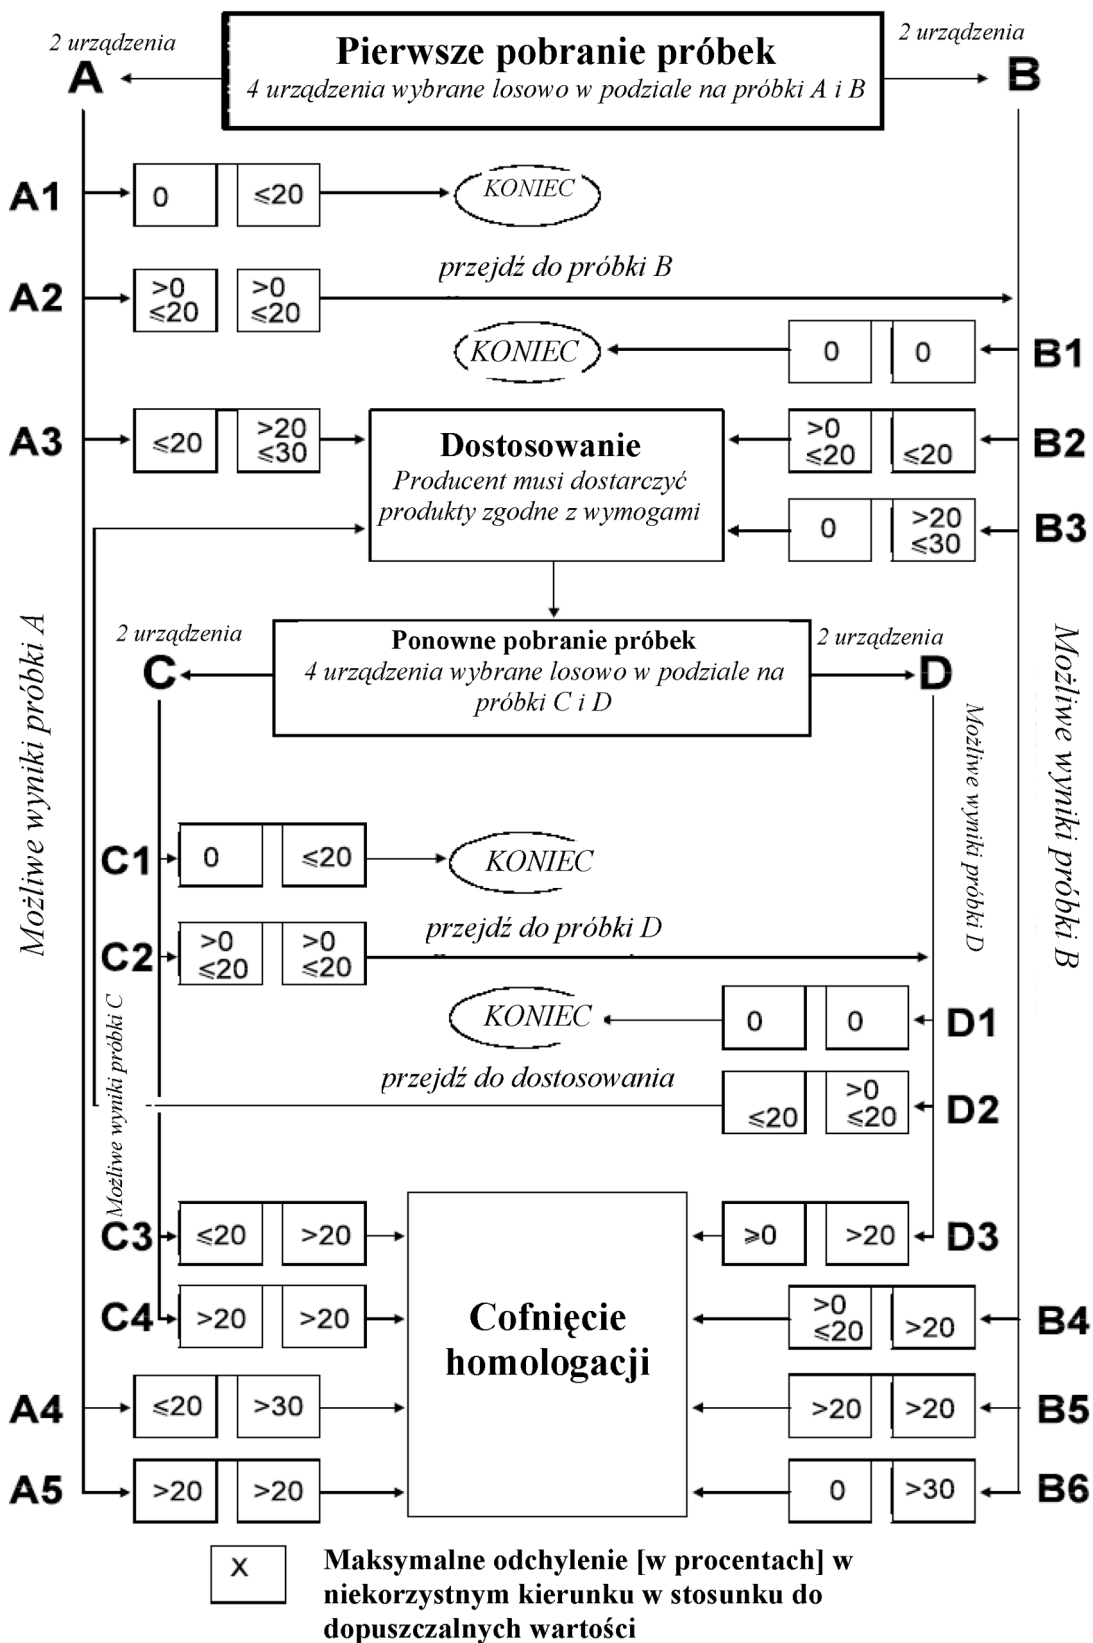 2 urządzenia
Pierwsze pobranie próbek
2 urządzenia
A
4 urządzenia wybrane losowo w podziale na próbki A i B
B
A1
0
≤20
KONIEC
przejdź do próbki B
A2
>0
≤20
>0
≤20
KONIEC
0
0
B1
A3
≤20
>20
≤30
Dostosowanie
Producent musi dostarczyć
produkty zgodne z wymogami
>0
≤20
≤20
B2
0
>20
≤30
B3
Możliwe wyniki próbki A
2 urządzenia
Ponowne pobranie próbek
2 urządzenia
C
4 urządzenia wybrane losowo w podziale na
próbki C i D
D
Możliwe wyniki próbki D
Możliwe wyniki próbki B
C1
0
≤20
KONIEC
przejdź do próbki D
C2
>0
≤20
>0
≤20
KONIEC
0
0
D1
Możliwe wyniki próbki C
przejdź do dostosowania
≤20
>0
≤20
D2
C3
≤20
>20
≥0
>20
D3
C4
>20
>20
Cofnięcie
homologacji
>0
≤20
>20
B4
A4
≤20
>30
>20
>20
B5
A5
>20
>20
0
>30
B6
X
Maksymalne odchylenie [w procentach] w
niekorzystnym kierunku w stosunku do
dopuszczalnych wartości